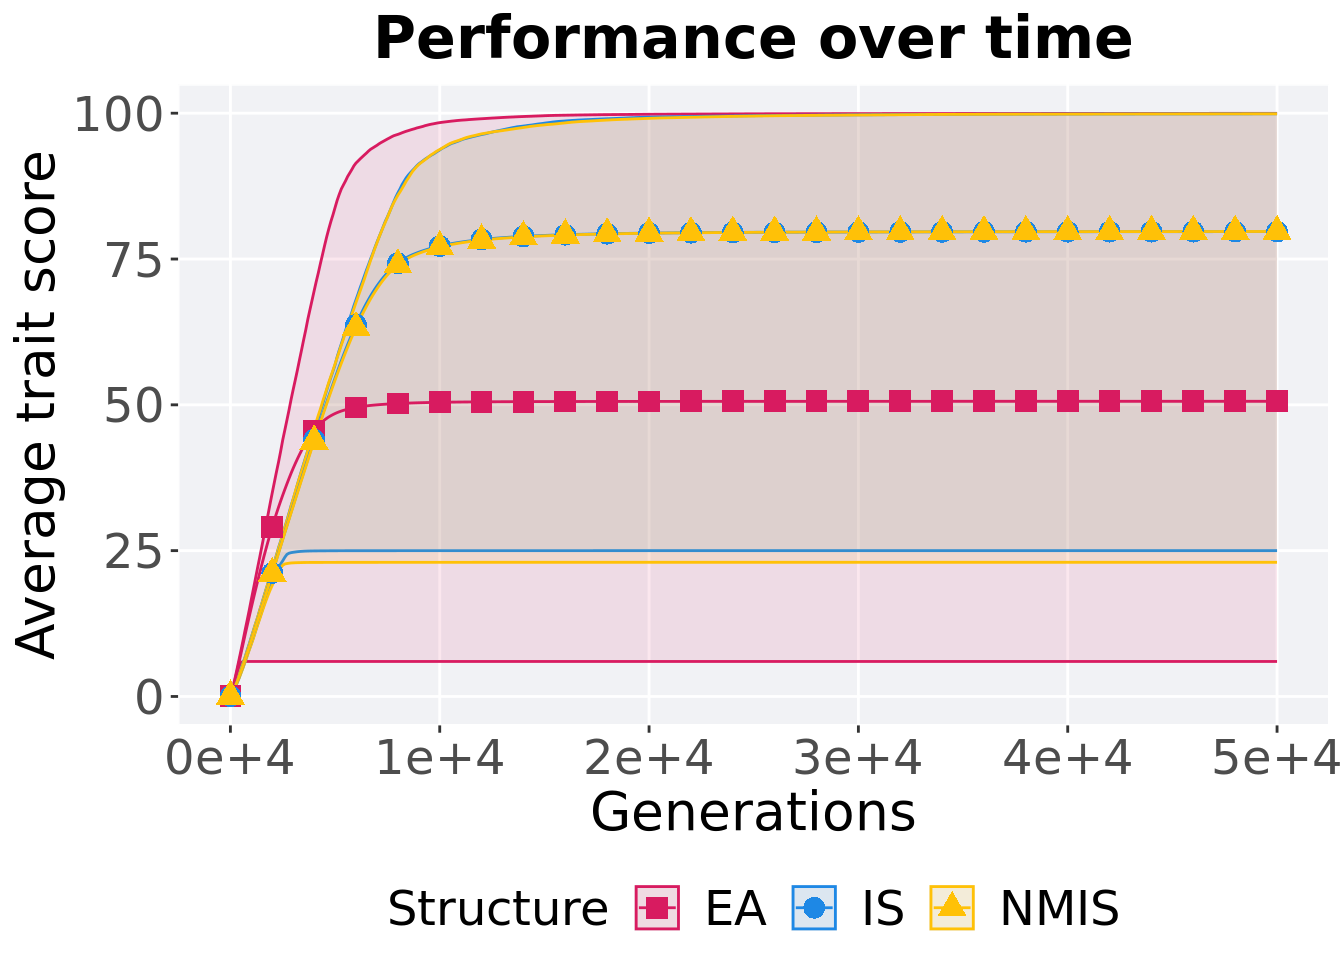 Performance over time
Average trait score
100
75
50
25
0
0e+4 1e+4 2e+4 3e+4 4e+4 5e+4
Generations
Structure EA IS NMIS